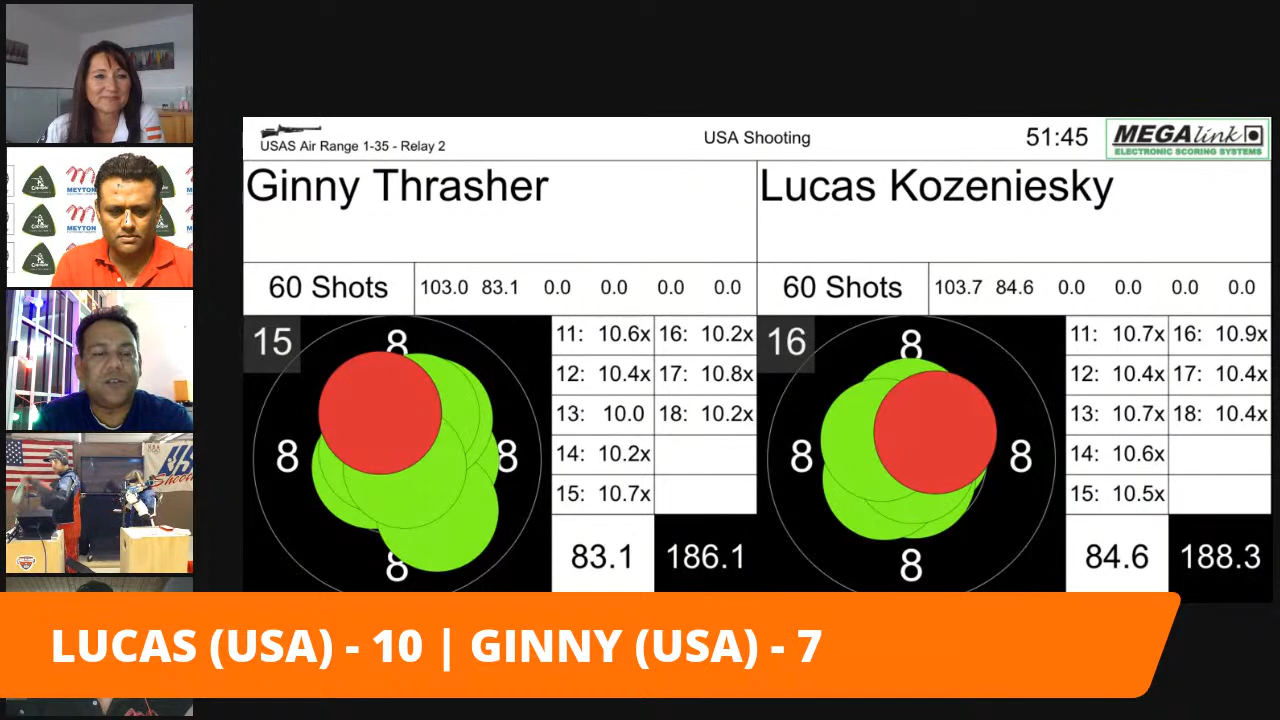 USAS Air Range 1-35 - Relay 2
USA Shooting
51:45
MEGAlink
ELECTRONIC SCORING SYSTEMS
Ginny Thrasher
Lucas Kozeniesky
60 Shots
103.0 83.1 0.0 0.0 0.0 0.0
60 Shots
103.7 84.6 0.0 0.0 0.0 0.0
15
8
8
8
8
11: 10.6x 16: 10.2x
12: 10.4x 17: 10.8x
13: 10.0 18: 10.2x
14: 10.2x
15: 10.7x
83.1 186.1
16
8
8
8
8
11: 10.7x 16: 10.9x
12: 10.4x 17: 10.4x
13: 10.7x 18: 10.4x
14: 10.6x
15: 10.5x
84.6 188.3
MEYTON
MEYTON
MEYTON
LUCAS (USA) - 10 | GINNY (USA) - 7